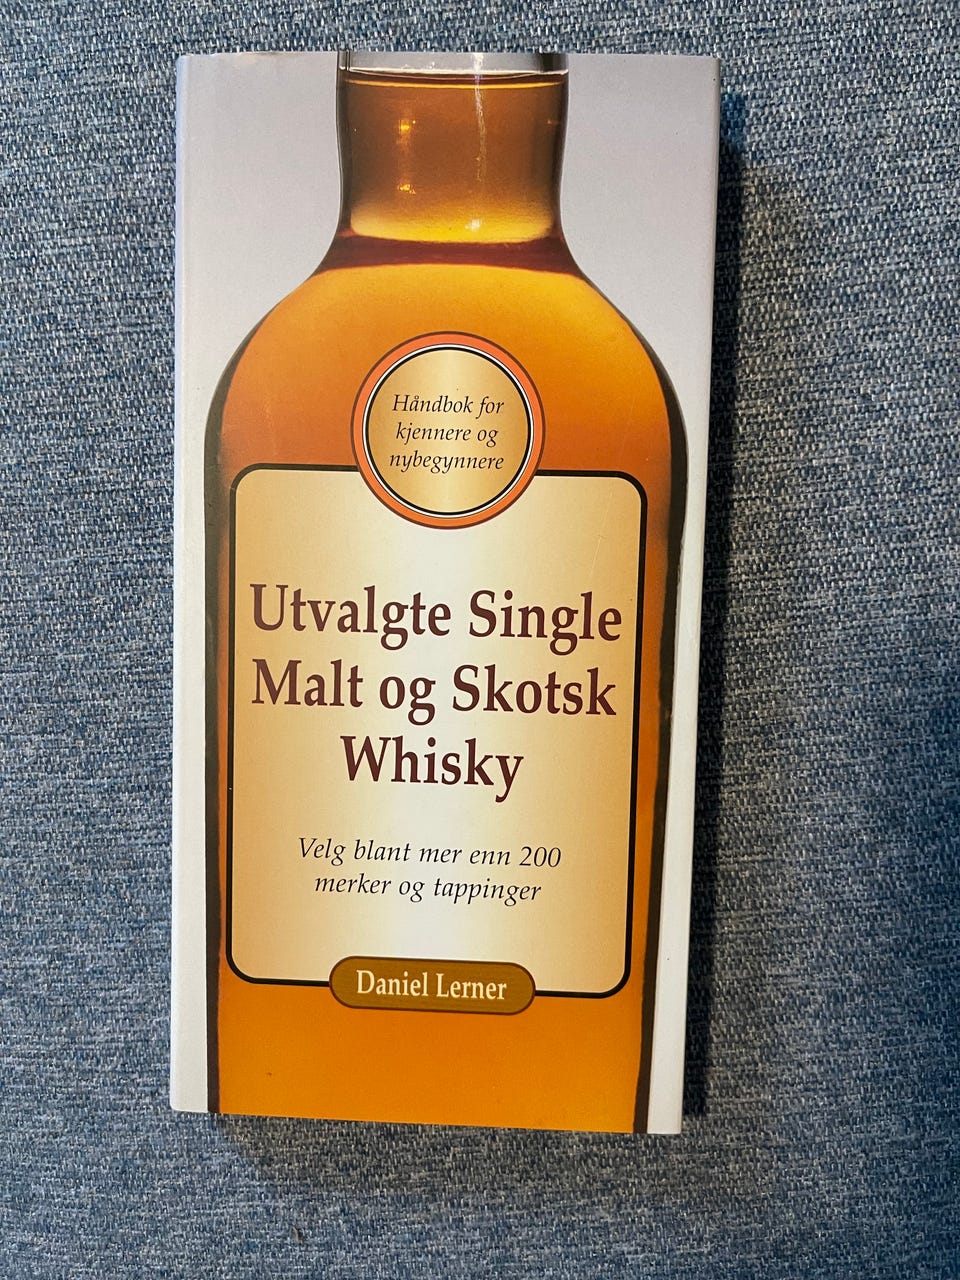 Håndbok for
kjennere og
nybegynnere
Utvalgte Single
Malt og Skotsk
Whisky
Velg blant mer enn 200
merker og tappinger
Daniel Lerner